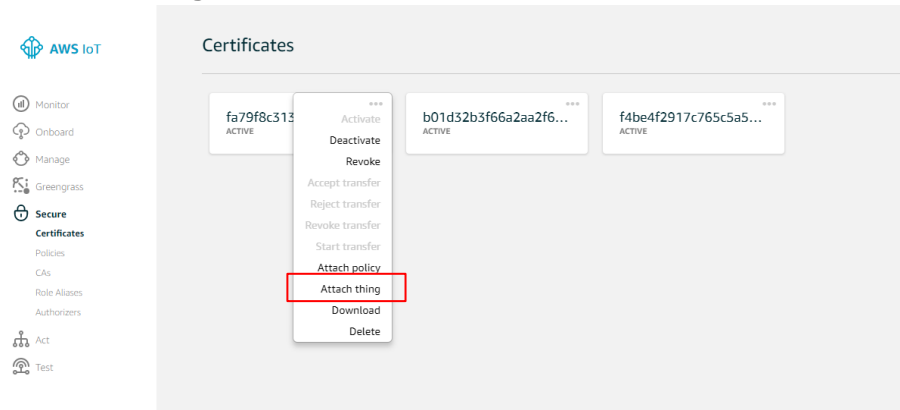 AWS IoT
Monitor
Onboard
Manage
Greengrass
Secure
Certificates
Policies
CAs
Role Aliases
Authorizers
Act
Test
Certificates
fa79f8c313
ACTIVE
Activate
Deactivate
Revoke
Accept transfer
Reject transfer
Revoke transfer
Start transfer
Attach policy
Attach thing
Download
Delete
b01d32b3f66a2aa2f6...
ACTIVE
f4be4f2917c765c5a5...
ACTIVE